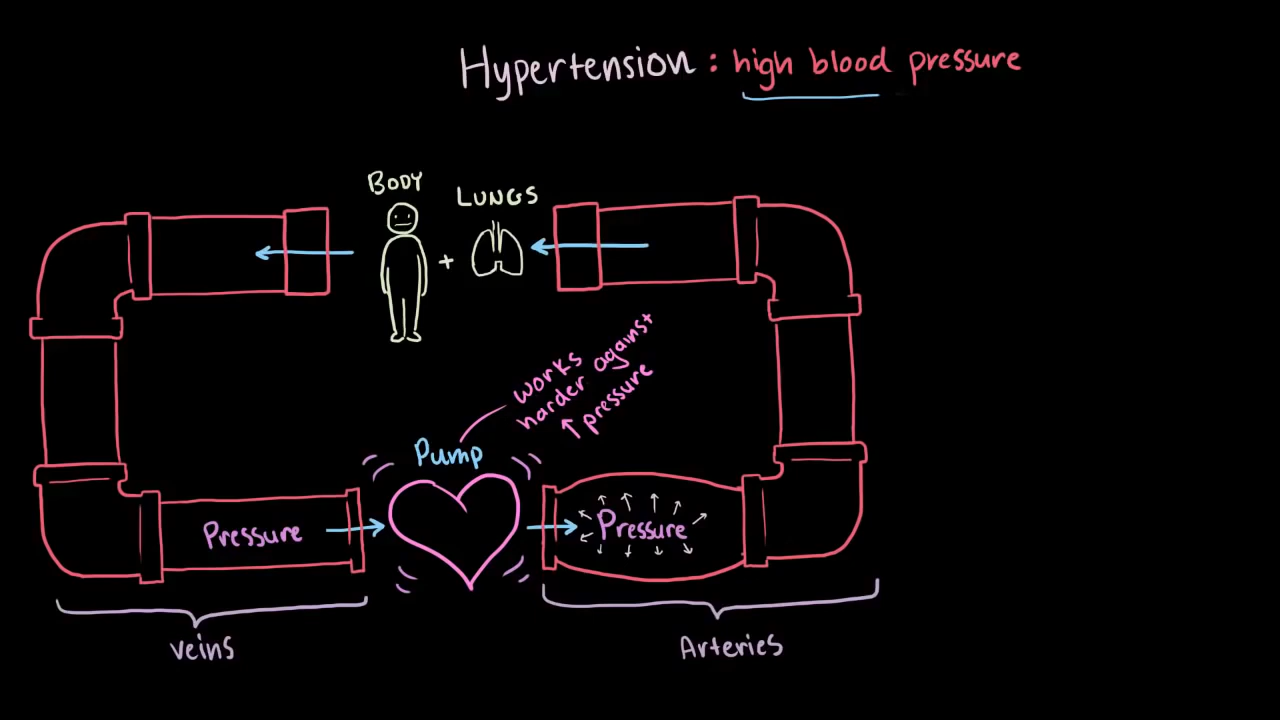 Hypertension : high blood pressure
BODY
+
LUNGS
works
harder against
↑ pressure
Pump
Pressure
Pressure
veins
Arteries